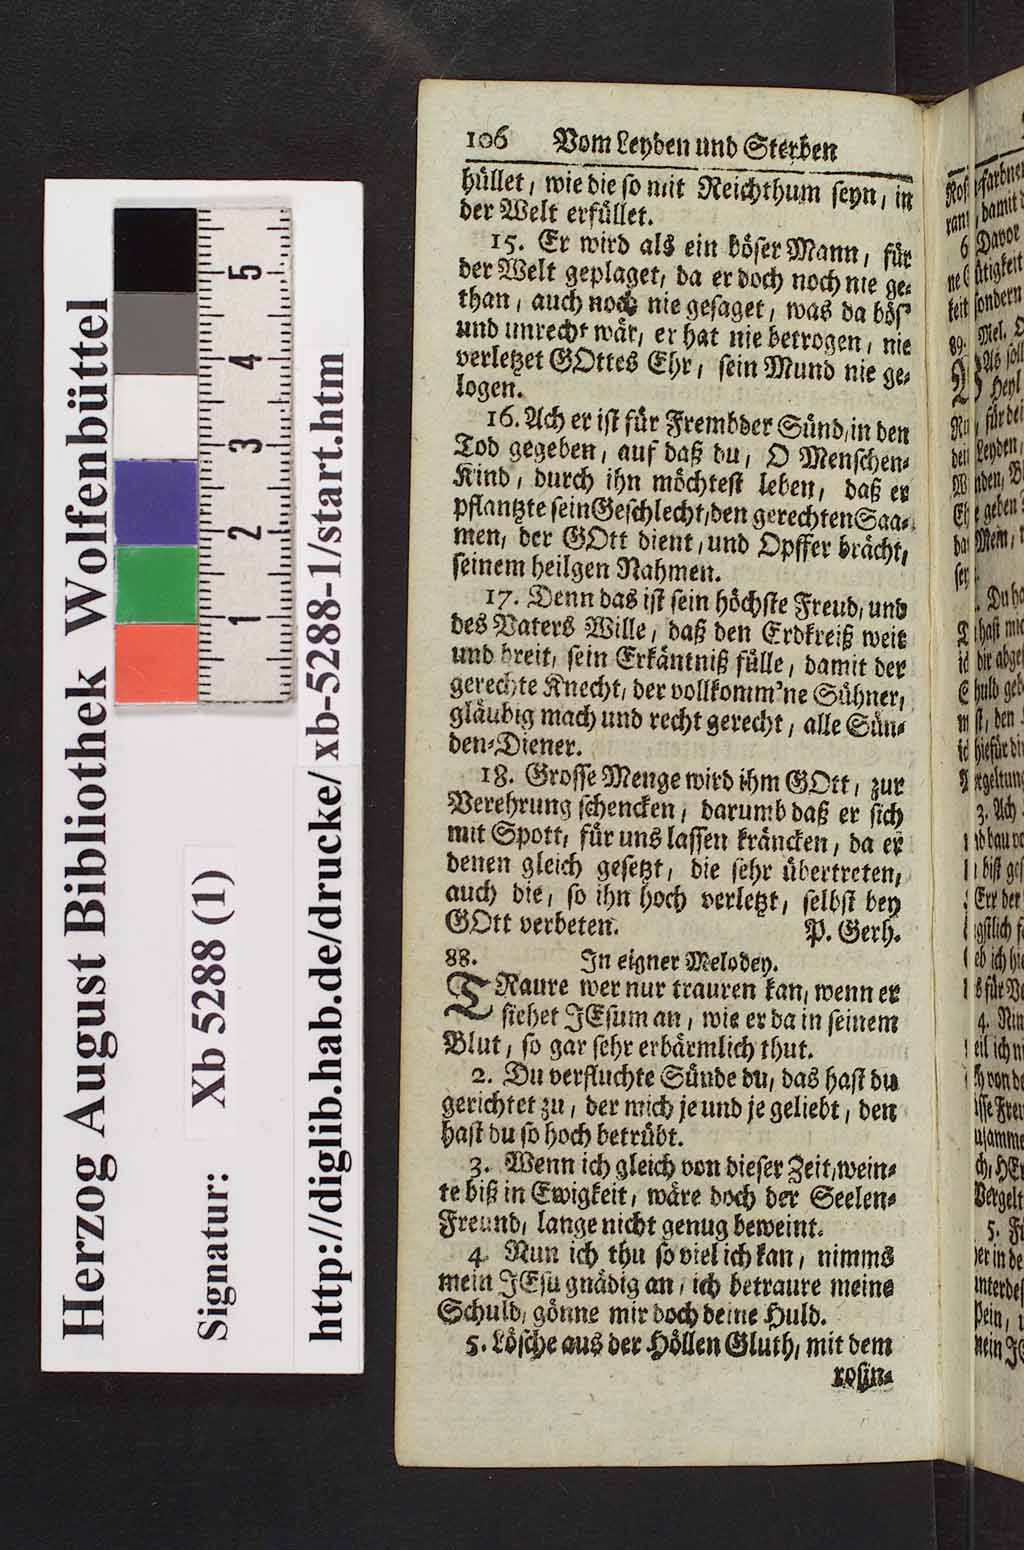 Herzog August Bibliothek Wolfenbüttel
Signatur: Xb 5288 (1)
http://diglib.hab.de/drucke/xb-5288-1/start.htm
5
4
3
2
1
106 Vom Leyden und Sterben
hüllet, wie die so mit Reichthum seyn, in
der Welt erfüllet.
15. Er wird als ein böser Mann, für
der Welt geplaget, da er doch noch nie ge-
than, auch noch nie gesaget, was da bös'
und unrecht wär, er hat nie betrogen, nie
verletzet GOttes Ehr, sein Mund nie ge-
logen.
16. Ach er ist für Frembder Sünd, in den
Tod gegeben, auf daß du, O Menschen-
Kind, durch ihn möchtest leben, daß er
pflantzte sein Geschlecht, den gerechten Saa-
men, der GOtt dient, und Opffer brächt,
seinem heilgen Nahmen.
17. Denn das ist sein höchste Freud, und
des Vaters Wille, daß den Erdkreiß weit
und breit, sein Erkäntniß fülle, damit der
gerechte Knecht, der vollkomm'ne Sühner,
gläubig mach und recht gerecht, alle Sün-
den-Diener.
18. Grosse Menge wird ihm GOtt, zur
Verehrung schencken, darumb daß er sich
mit Spott, für uns lassen kräncken, da er
denen gleich gesetzt, die sehr übertreten,
auch die, so ihn hoch verletzt, selbst bey
GOtt verbeten. P. Gerh.
88. In eigner Melodey.
TRaure wer nur trauren kan, wenn er
siehet JEsum an, wie er da in seinem
Blut, so gar sehr erbärmlich thut.
2. Du verfluchte Sünde du, das hast du
gerichtet zu, der mich je und je geliebt, den
hast du so hoch betrübt.
3. Wenn ich gleich von dieser Zeit, wein-
te biß in Ewigkeit, wäre doch der Seelen-
Freund, lange nicht genug beweint.
4. Nun ich thu so viel ich kan, nimms
mein JEsu gnädig an, ich betraure meine
Schuld, gönne mir doch deine Huld.
5. Lösche aus der Höllen Gluth, mit dem
rosin-